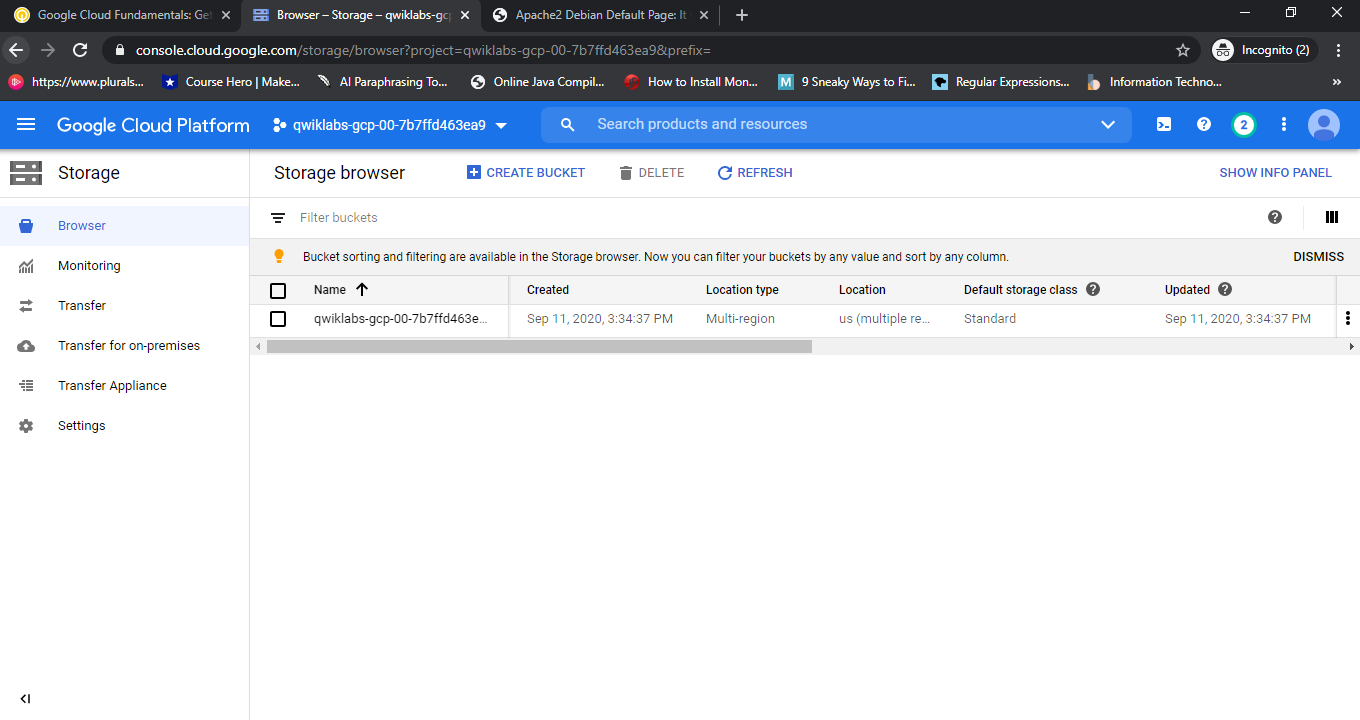 Google Cloud Fundamentals: Get
Browser – Storage – qwiklabs-gcp
Apache2 Debian Default Page: It
console.cloud.google.com/storage/browser?project=qwiklabs-gcp-00-7b7ffd463ea9&prefix=
Incognito (2)
https://www.plurals...
Course Hero | Make...
AI Paraphrasing To...
Online Java Compil...
How to Install Mon...
M 9 Sneaky Ways to Fi...
Regular Expressions...
Information Techno...
»
Google Cloud Platform
qwiklabs-gcp-00-7b7ffd463ea9
Search products and resources
2
Storage
Storage browser
CREATE BUCKET
DELETE
REFRESH
SHOW INFO PANEL
Browser
Monitoring
Transfer
Transfer for on-premises
Transfer Appliance
Settings
Filter buckets
Bucket sorting and filtering are available in the Storage browser. Now you can filter your buckets by any value and sort by any column.
DISMISS
Name Created Location type Location Default storage class Updated
qwiklabs-gcp-00-7b7ffd463e... Sep 11, 2020, 3:34:37 PM Multi-region us (multiple re... Standard Sep 11, 2020, 3:34:37 PM